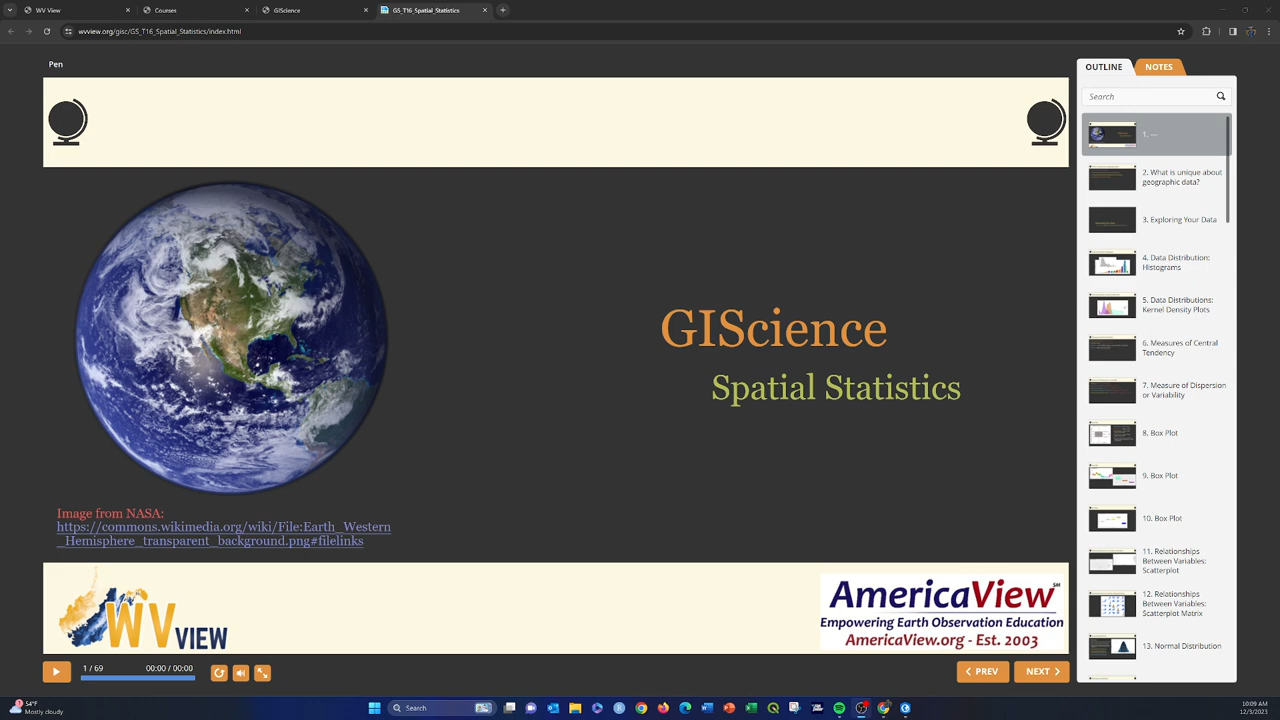 WV View
Courses
GIScience
GS_T16_Spatial_Statistics
wvview.org/gisc/GS_T16_Spatial_Statistics/index.html
Pen
GIScience
Spatial Statistics
Image from NASA:
https://commons.wikimedia.org/wiki/File:Earth_Western
_Hemisphere_transparent_background.png#filelinks
WV VIEW
AmericaView SM
Empowering Earth Observation Education
AmericaView.org - Est. 2003
1 / 69
00:00 / 00:00
PREV
NEXT
OUTLINE
NOTES
Search
1. ---
2. What is unique about
geographic data?
3. Exploring Your Data
4. Data Distribution:
Histograms
5. Data Distributions:
Kernel Density Plots
6. Measures of Central
Tendency
7. Measure of Dispersion
or Variability
8. Box Plot
9. Box Plot
10. Box Plot
11. Relationships
Between Variables:
Scatterplot
12. Relationships
Between Variables:
Scatterplot Matrix
13. Normal Distribution
54°F
Mostly cloudy
Search
10:09 AM
12/3/2023